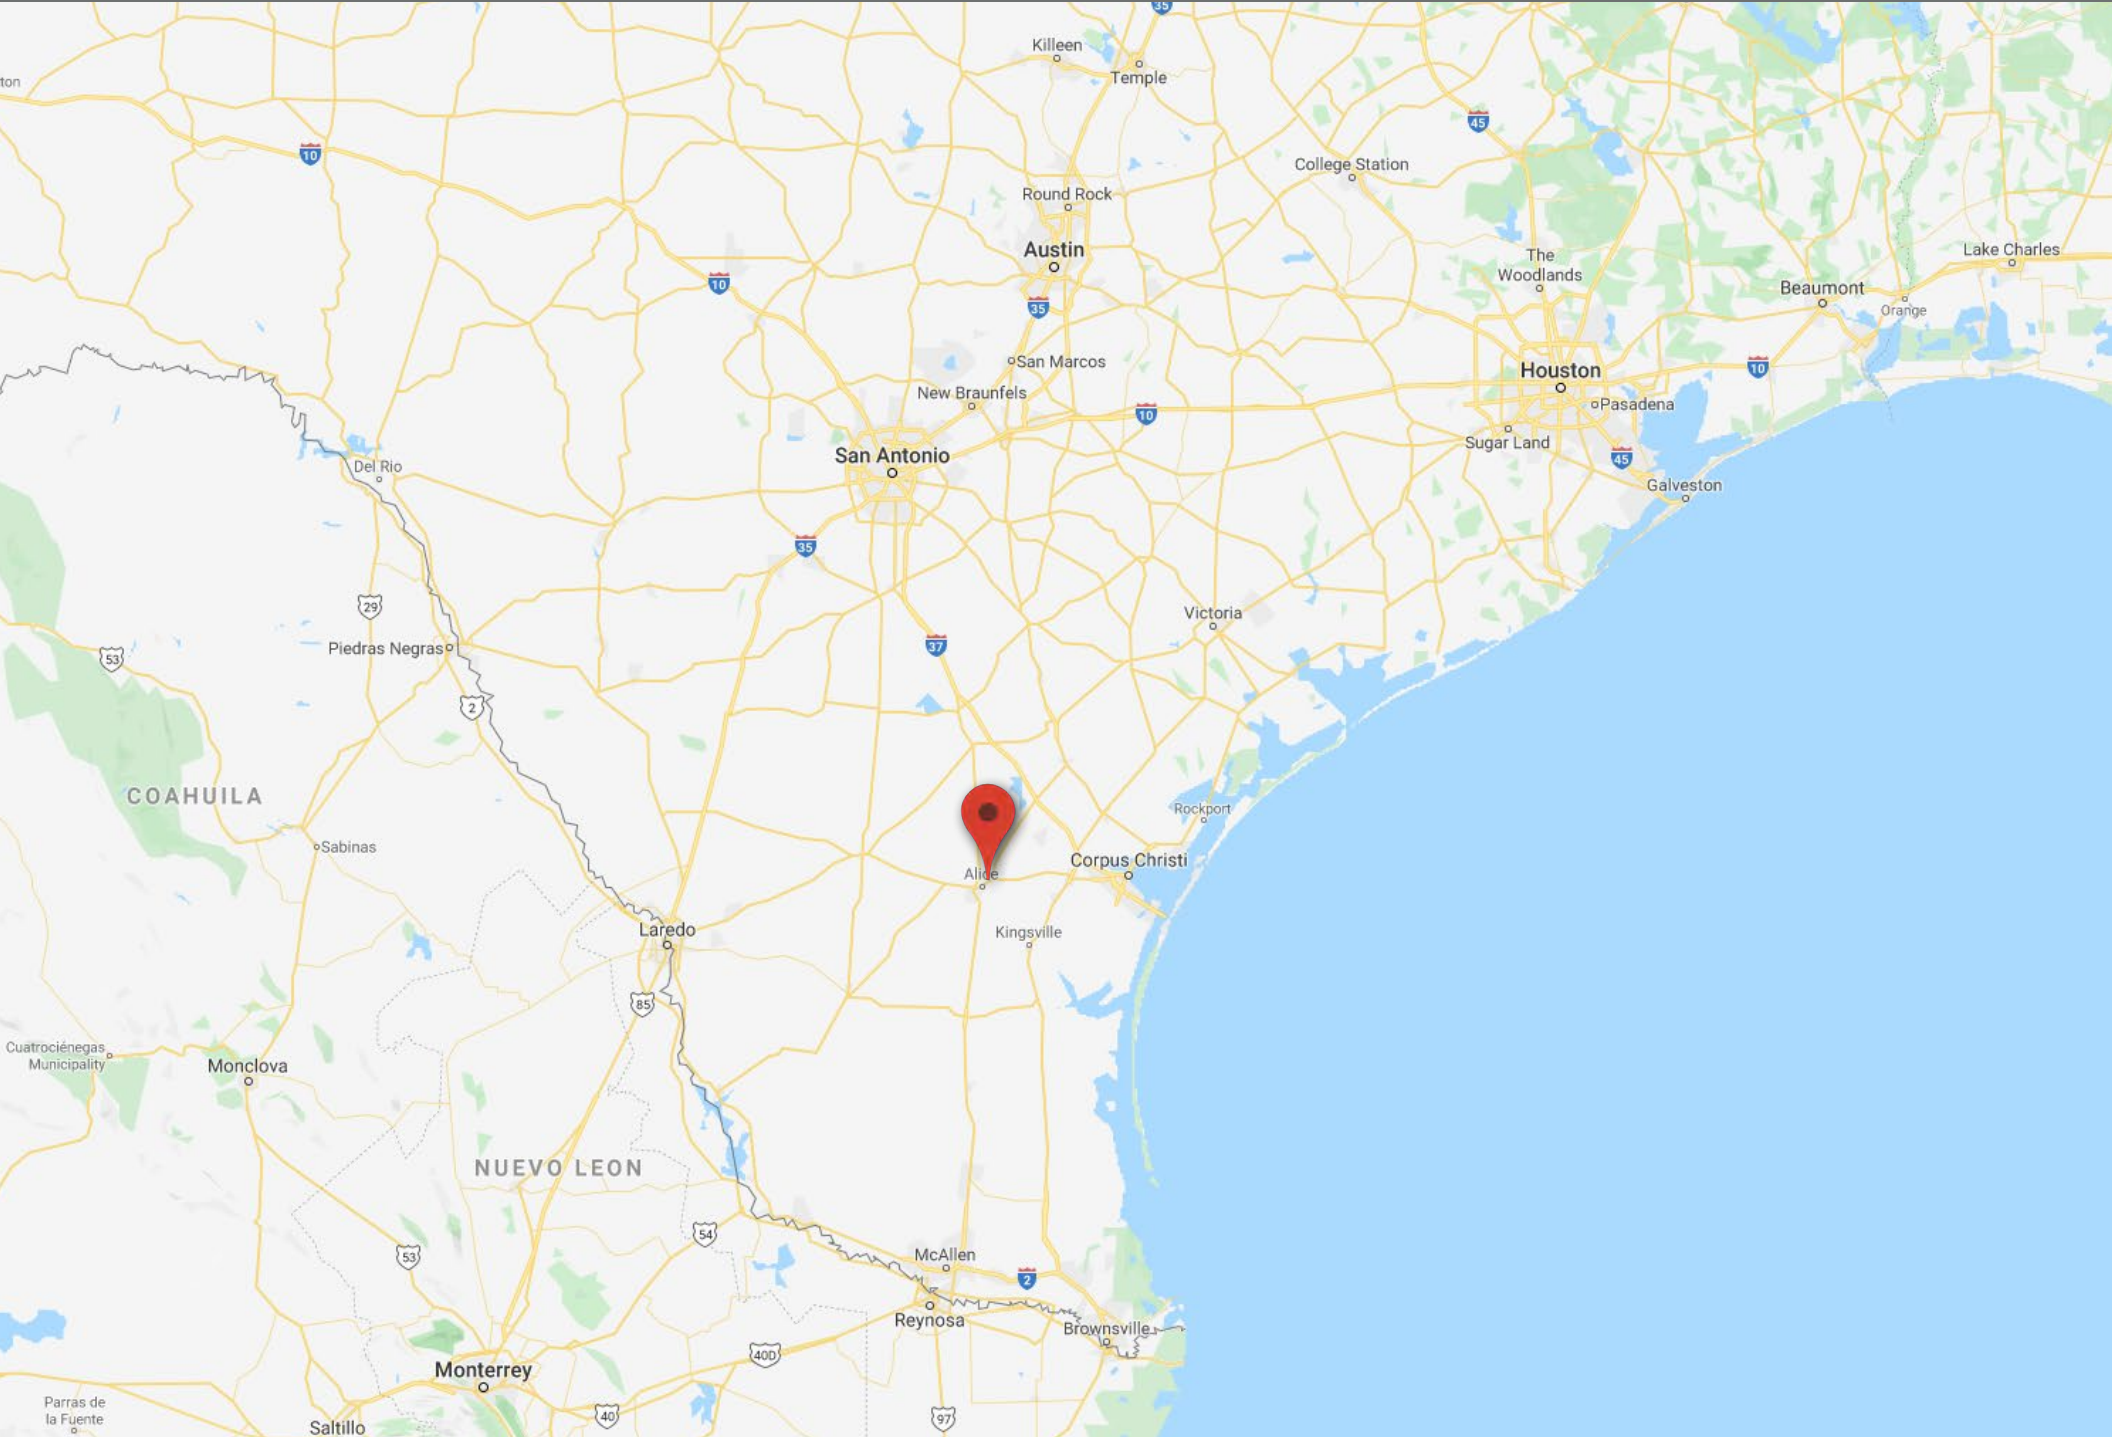 35
Killeen
Temple
ton
45
10
College Station
Round Rock
Austin
The
Woodlands
Lake Charles
10
Beaumont
35
Orange
San Marcos
Houston
10
New Braunfels
Pasadena
10
Sugar Land
San Antonio
45
Del Rio
Galveston
35
29
Victoria
37
Piedras Negras
53
2
COAHUILA
Rockport
Sabinas
Corpus Christi
Alice
Laredo
Kingsville
85
Cuatrociénegas
Municipality
Monclova
NUEVO LEON
54
53
McAllen
2
Reynosa
Brownsville
40D
Monterrey
Parras de
la Fuente
40
97
Saltillo